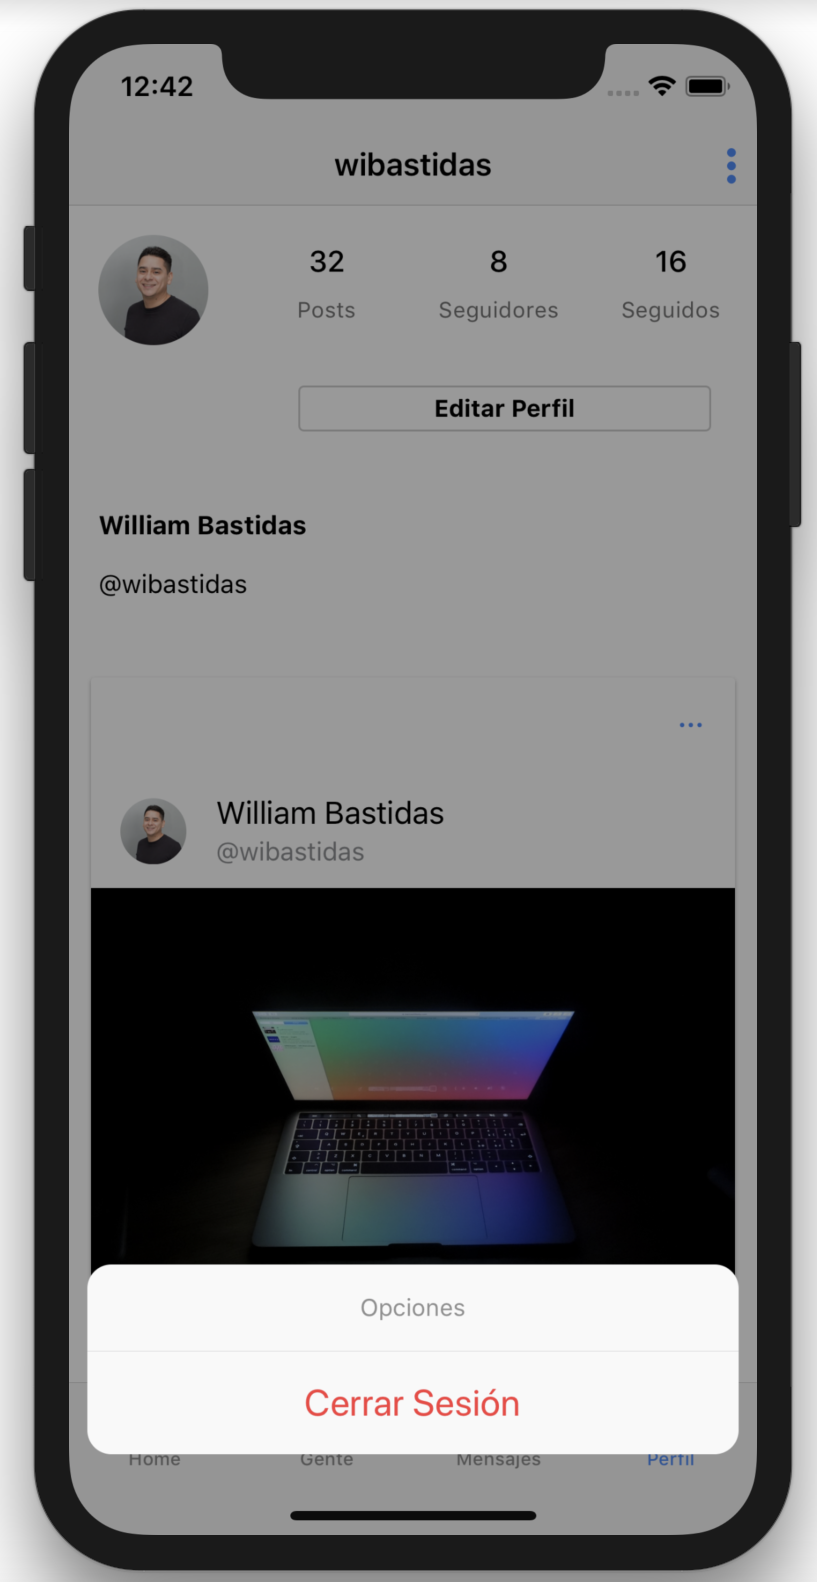 12:42
wibastidas
32
8
16
Posts
Seguidores
Seguidos
Editar Perfil
William Bastidas
@wibastidas
William Bastidas
@wibastidas
Opciones
Cerrar Sesión
Home
Gente
Mensajes
Perfil